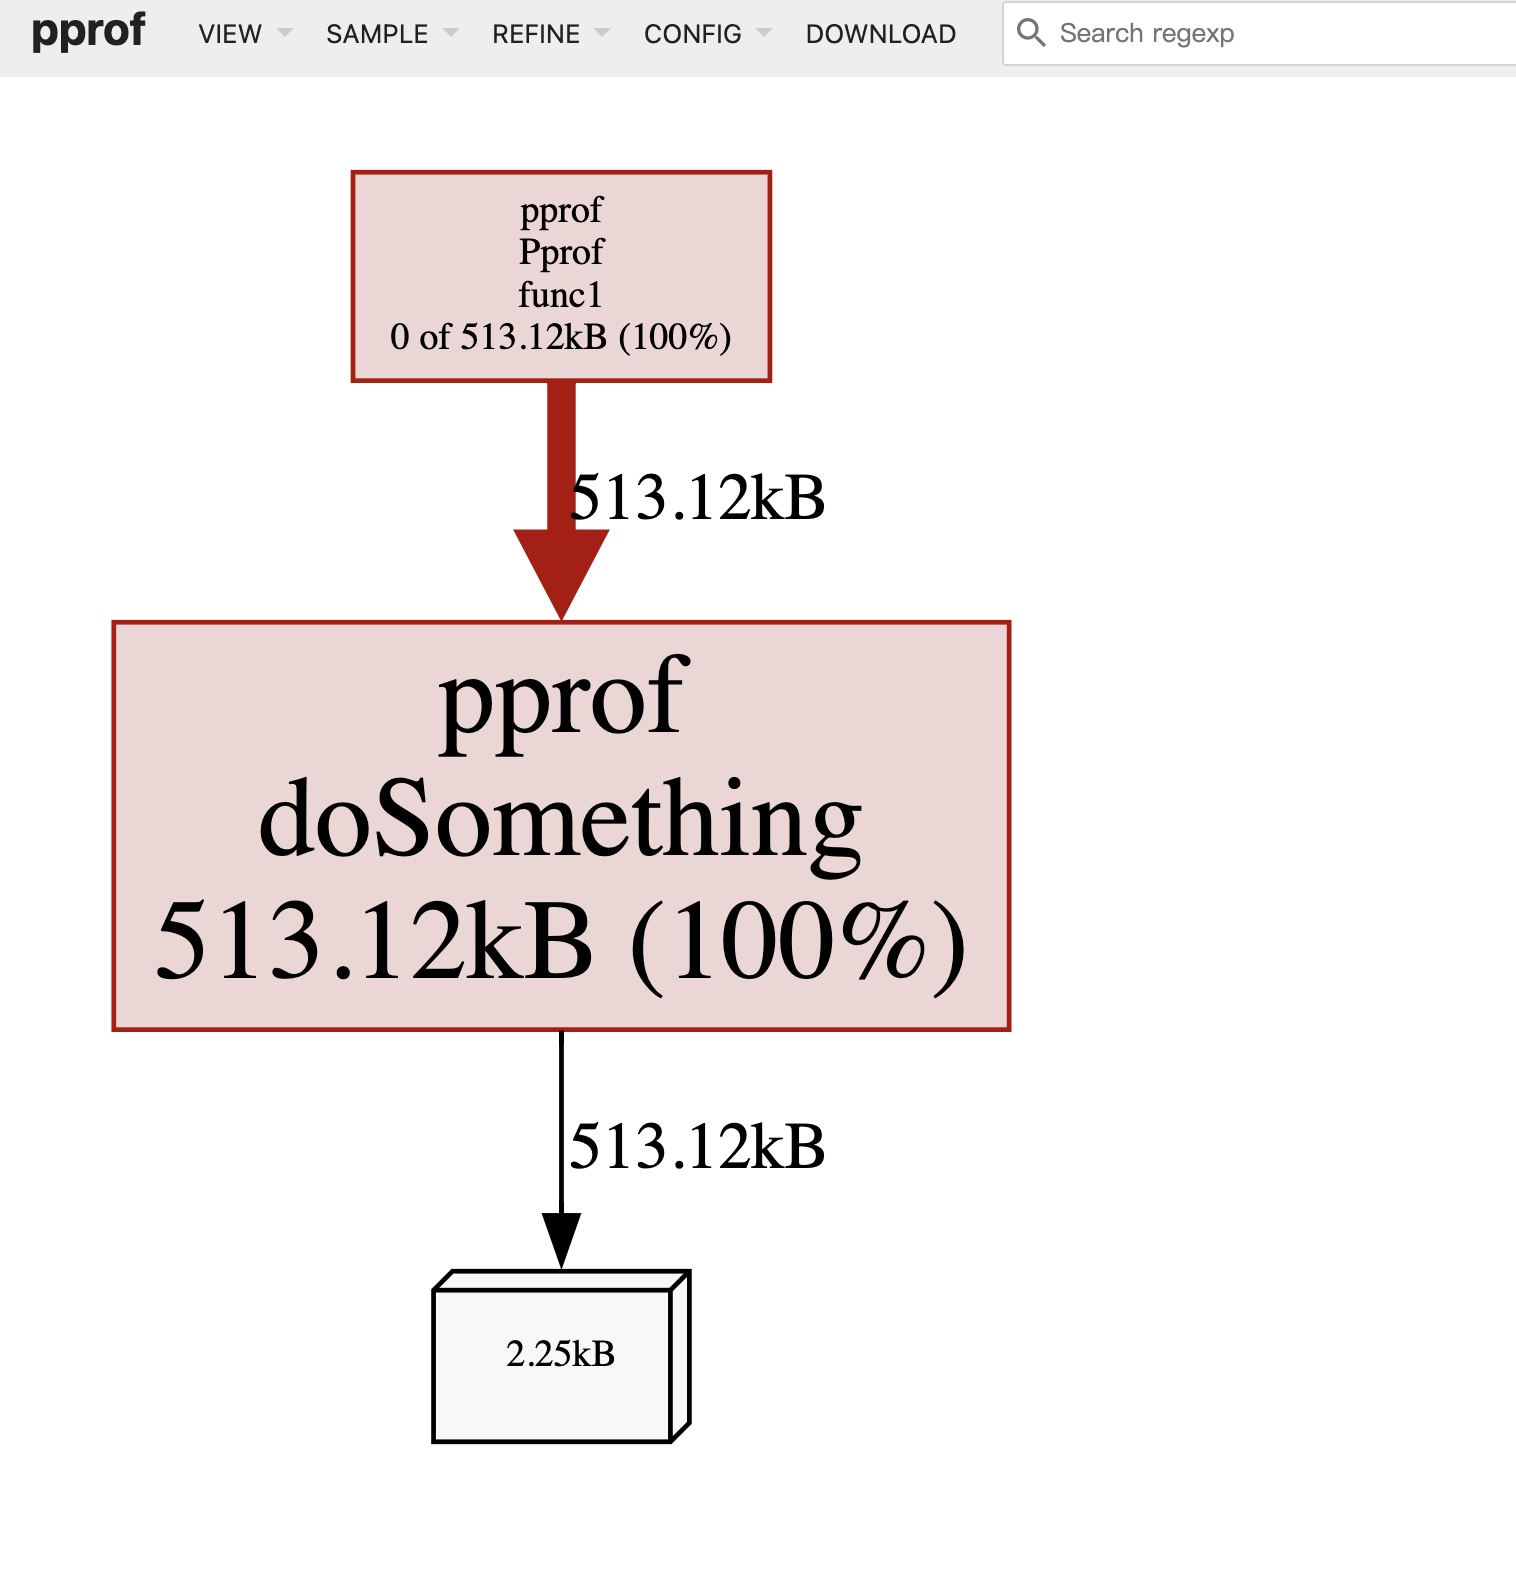 pprof VIEW SAMPLE REFINE CONFIG DOWNLOAD Search regexp
pprof
Pprof
func1
0 of 513.12kB (100%)
513.12kB
pprof
doSomething
513.12kB (100%)
513.12kB
2.25kB